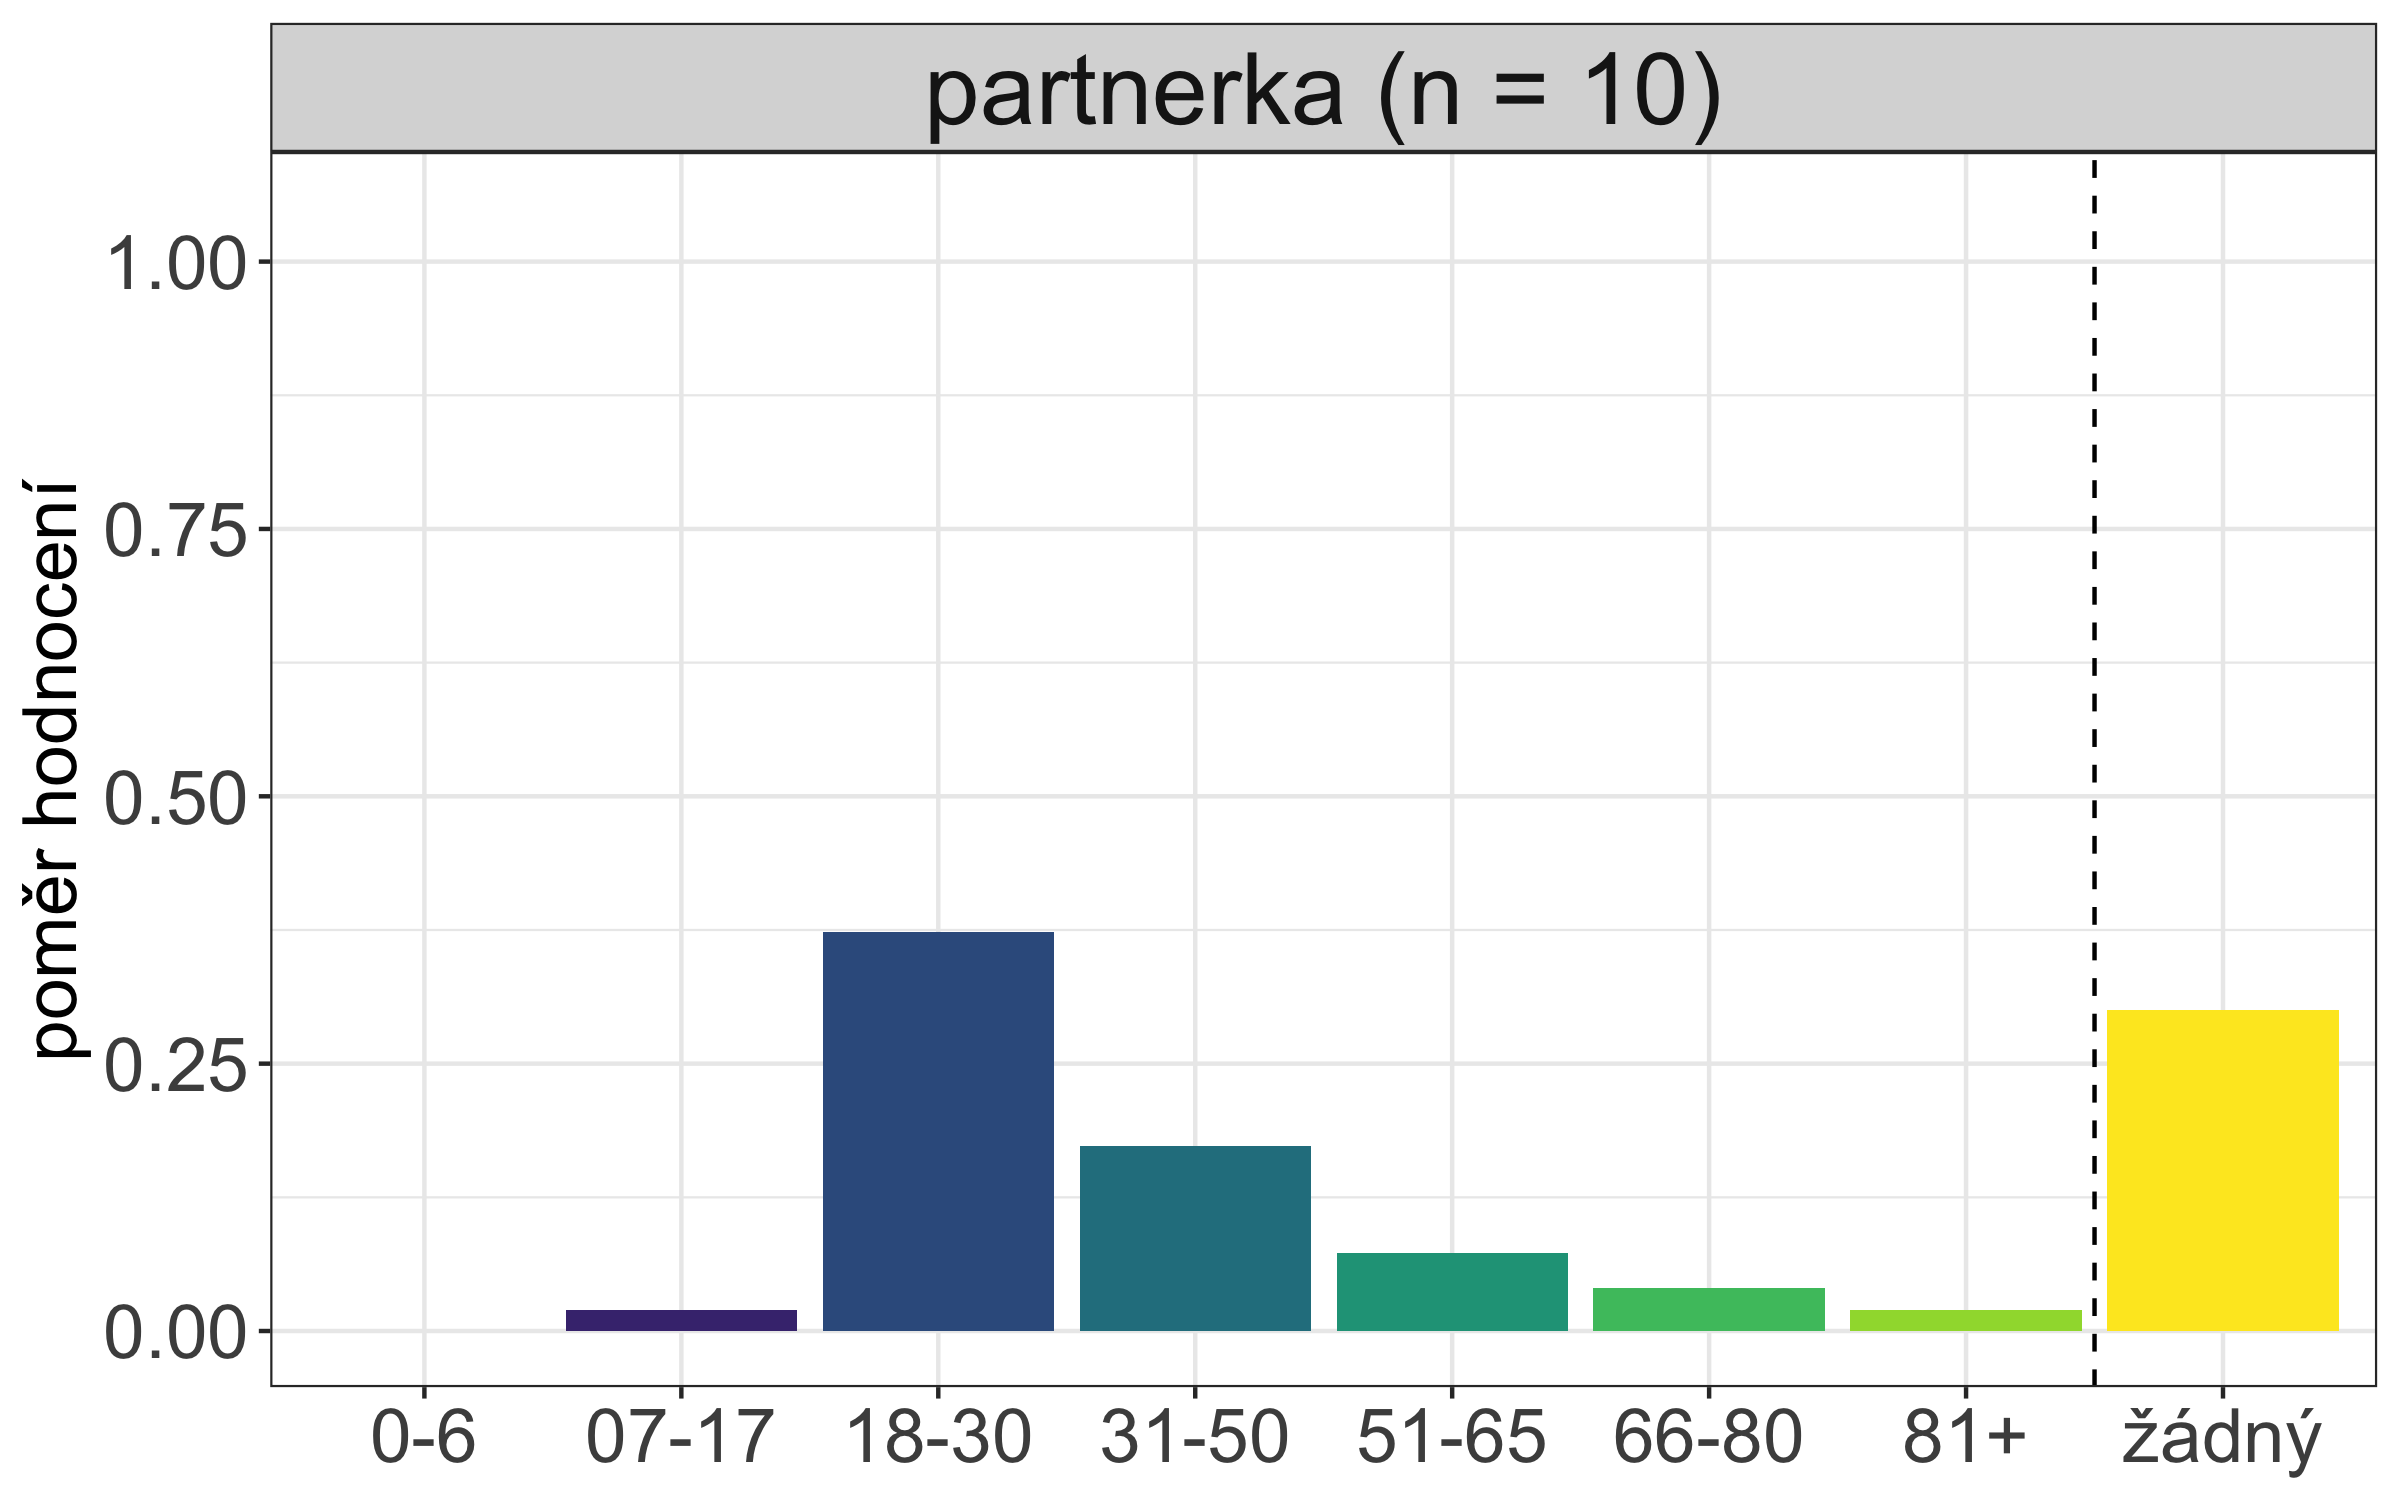 partnerka (n = 10)
poměr hodnocení
1.00
0.75
0.50
0.25
0.00
0-6 07-17 18-30 31-50 51-65 66-80 81+ žádný